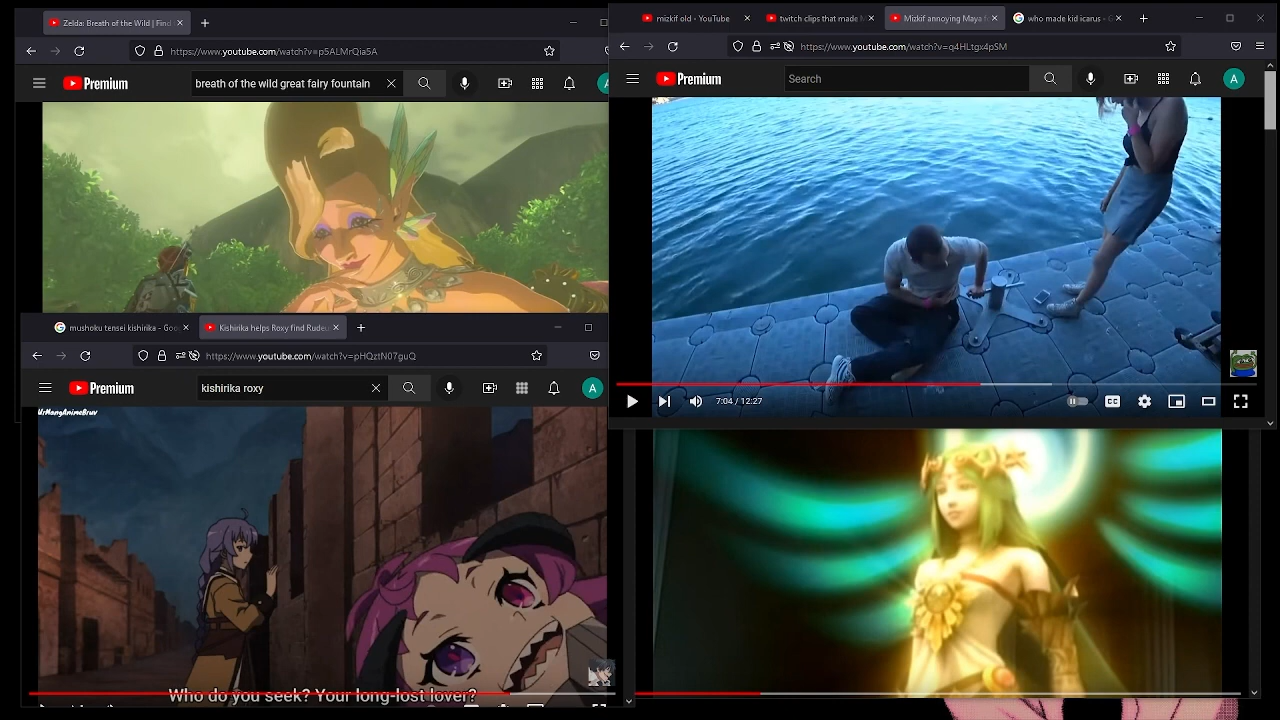 Zelda: Breath of the Wild | Find
https://www.youtube.com/watch?v=p5ALMrQia5A
Premium
breath of the wild great fairy fountain
A
mizkif old - YouTube
twitch clips that made M
Mizkif annoying Maya f
who made kid icarus - G
https://www.youtube.com/watch?v=q4HLtgx4pSM
Premium
Search
A
7:04 / 12:27
CC
mushoku tensei kishirika - Goo
Kishirika helps Roxy find Rudeu
https://www.youtube.com/watch?v=pHQztN07guQ
Premium
kishirika roxy
A
UrMangAnimeBruv
Who do you seek? Your long-lost lover?